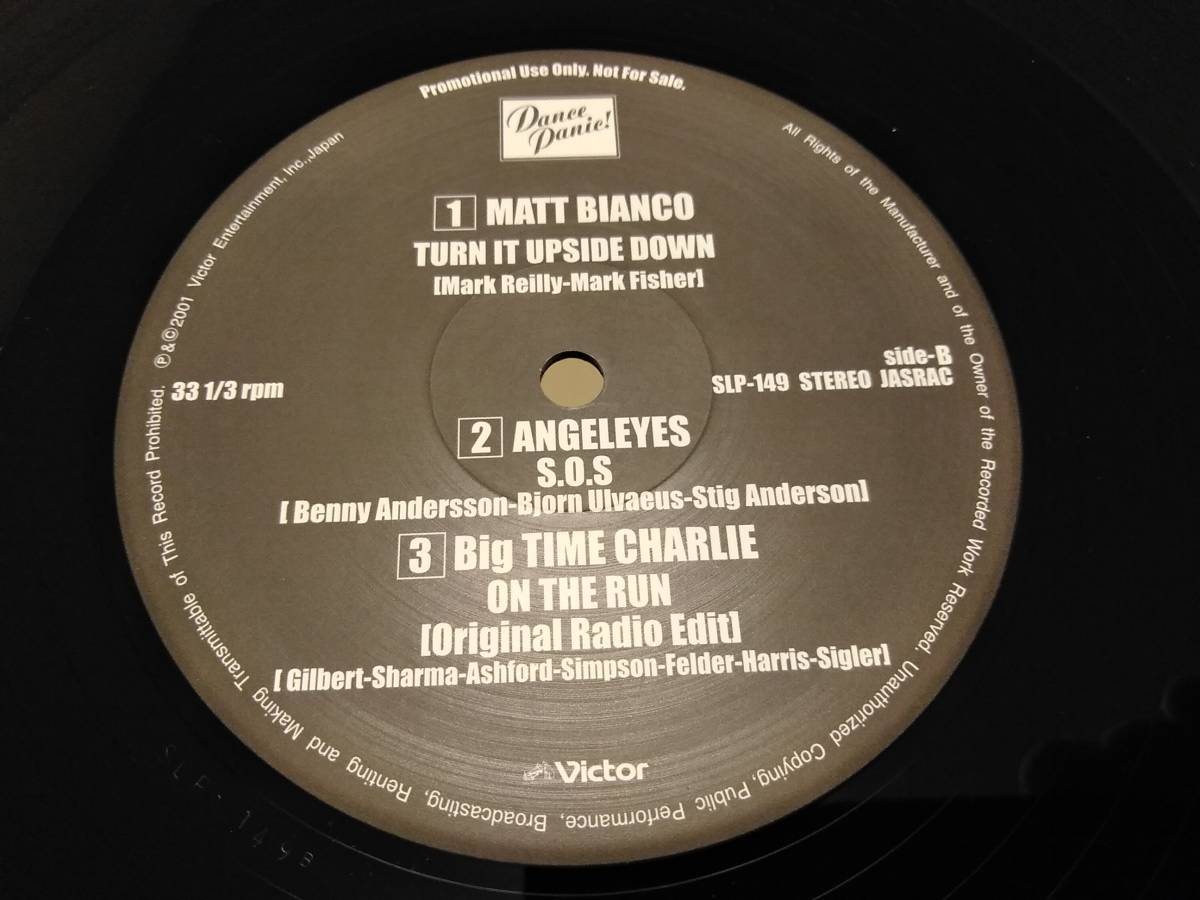 Promotional Use Only. Not For Sale.
Dance
Panic!
1 MATT BIANCO
TURN IT UPSIDE DOWN
[Mark Reilly-Mark Fisher]
33 1/3 rpm
side-B
SLP-149 STEREO JASRAC
2 ANGELEYES
S.O.S
[ Benny Andersson-Bjorn Ulvaeus-Stig Anderson]
3 Big TIME CHARLIE
ON THE RUN
[Original Radio Edit]
[ Gilbert-Sharma-Ashford-Simpson-Felder-Harris-Sigler]
Victor
All Rights of the Manufacturer and of the Owner of the Recorded Work Reserved. Unauthorized Copying, Public Performance, Broadcasting, Renting and Making Transmittable of This Record Prohibited. ℗&©2001 Victor Entertainment, Inc.,Japan
SLP-149B